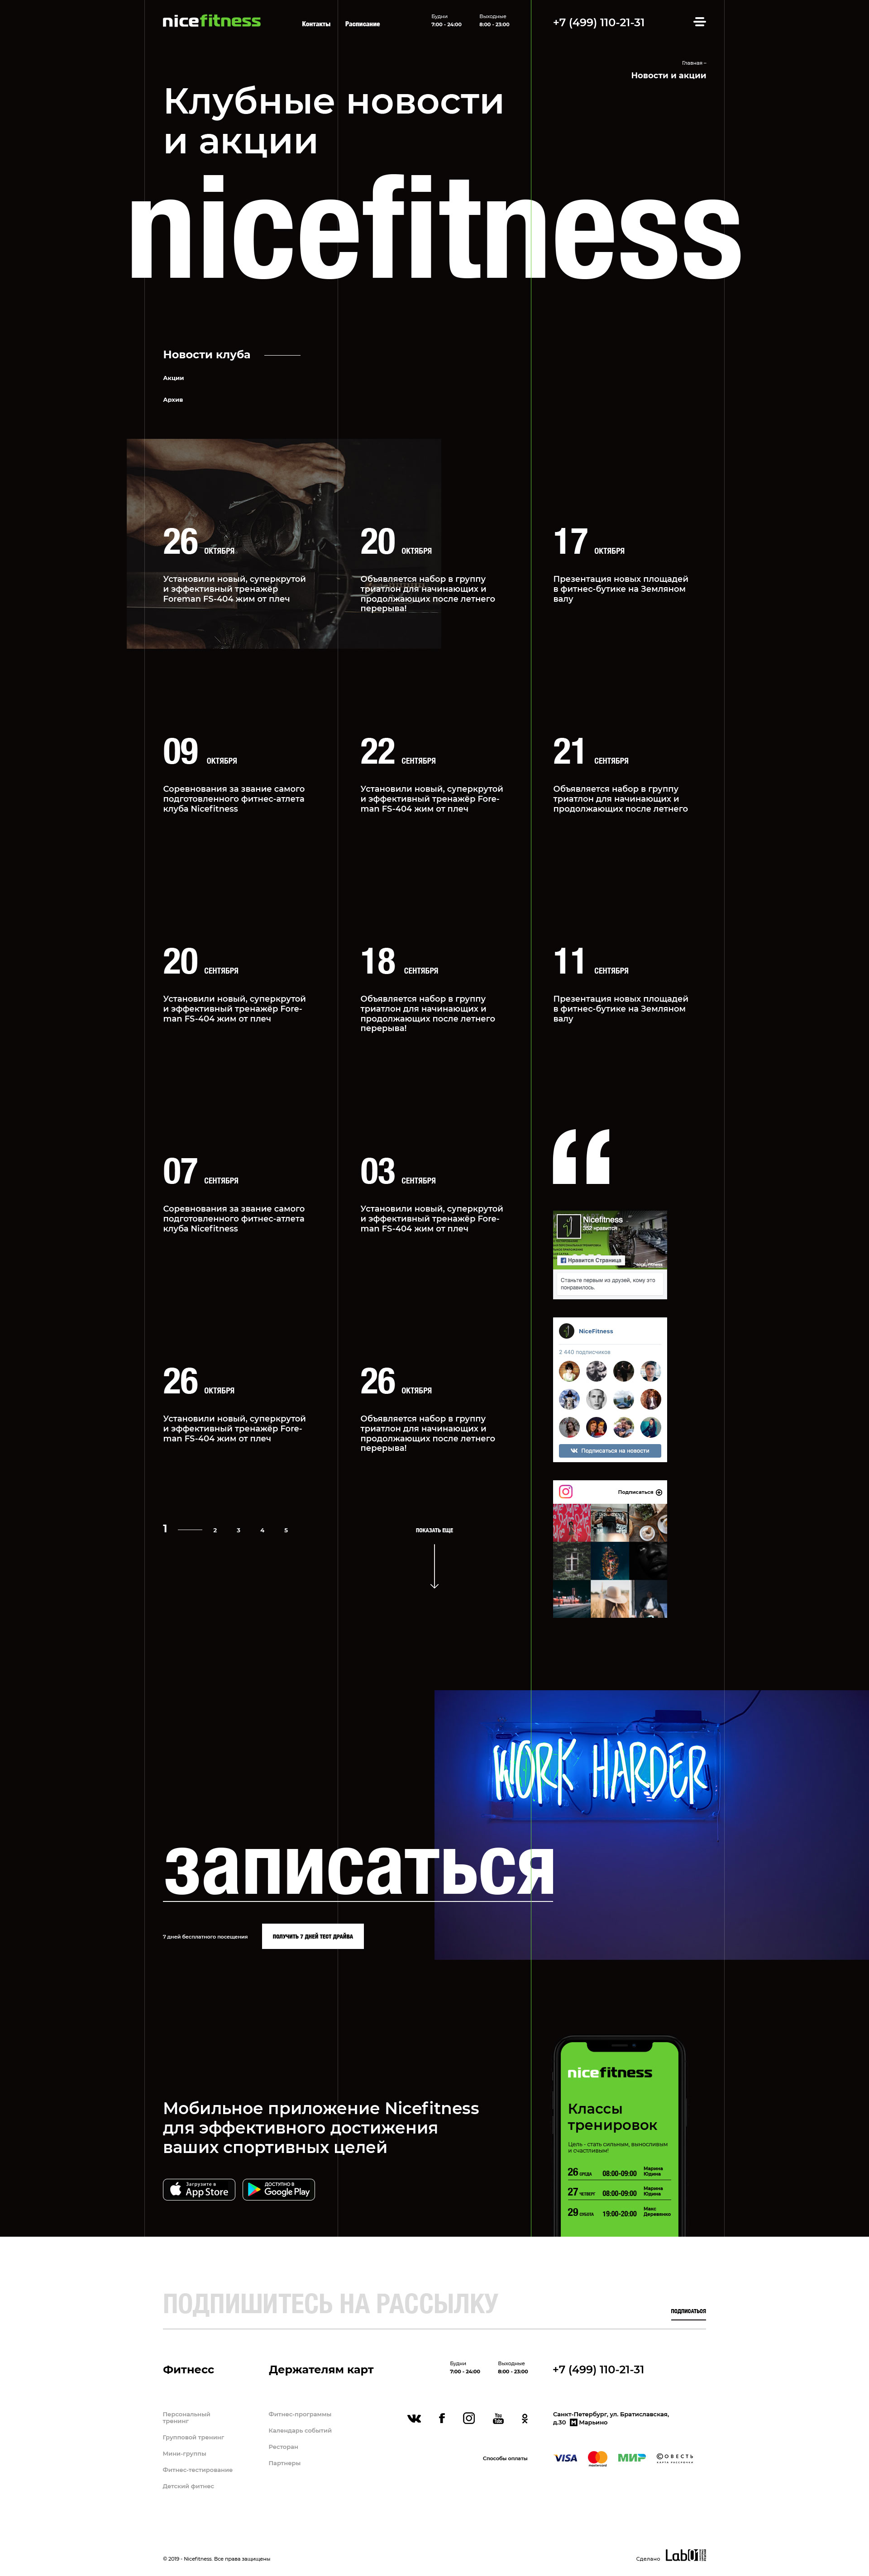 nicefitness
Контакты
Расписание
Будни
7:00 - 24:00
Выходные
8:00 - 23:00
+7 (499) 110-21-31
Главная –
Новости и акции
Клубные новости
и акции
nicefitness
Новости клуба
Акции
Архив
26 ОКТЯБРЯ
Установили новый, суперкрутой
и эффективный тренажёр
Foreman FS-404 жим от плеч
20 ОКТЯБРЯ
Объявляется набор в группу
триатлон для начинающих и
продолжающих после летнего
перерыва!
17 ОКТЯБРЯ
Презентация новых площадей
в фитнес-бутике на Земляном
валу
09 ОКТЯБРЯ
Соревнования за звание самого
подготовленного фитнес-атлета
клуба Nicefitness
22 СЕНТЯБРЯ
Установили новый, суперкрутой
и эффективный тренажёр Fore-
man FS-404 жим от плеч
21 СЕНТЯБРЯ
Объявляется набор в группу
триатлон для начинающих и
продолжающих после летнего
20 СЕНТЯБРЯ
Установили новый, суперкрутой
и эффективный тренажёр Fore-
man FS-404 жим от плеч
18 СЕНТЯБРЯ
Объявляется набор в группу
триатлон для начинающих и
продолжающих после летнего
перерыва!
11 СЕНТЯБРЯ
Презентация новых площадей
в фитнес-бутике на Земляном
валу
07 СЕНТЯБРЯ
Соревнования за звание самого
подготовленного фитнес-атлета
клуба Nicefitness
03 СЕНТЯБРЯ
Установили новый, суперкрутой
и эффективный тренажёр Fore-
man FS-404 жим от плеч
“
Nicefitness
352 нравится
Нравится Страница
Станьте первым из друзей, кому это
понравилось.
NiceFitness
2 440 подписчиков
Подписаться на новости
Подписаться
26 ОКТЯБРЯ
Установили новый, суперкрутой
и эффективный тренажёр Fore-
man FS-404 жим от плеч
26 ОКТЯБРЯ
Объявляется набор в группу
триатлон для начинающих и
продолжающих после летнего
перерыва!
1 2 3 4 5
ПОКАЗАТЬ ЕЩЕ
WORK HARDER
записаться
7 дней бесплатного посещения
ПОЛУЧИТЬ 7 ДНЕЙ ТЕСТ ДРАЙВА
Мобильное приложение Nicefitness
для эффективного достижения
ваших спортивных целей
Загрузите в
App Store
ДОСТУПНО В
Google Play
nicefitness
Классы
тренировок
Цель - стать сильным, выносливым
и счастливым!
26 СРЕДА 08:00-09:00 Марина
Юдина
27 ЧЕТВЕРГ 08:00-09:00 Марина
Юдина
29 СУББОТА 19:00-20:00 Макс
Деревянко
ПОДПИШИТЕСЬ НА РАССЫЛКУ
ПОДПИСАТЬСЯ
Фитнес
Держателям карт
Будни
7:00 - 24:00
Выходные
8:00 - 23:00
+7 (499) 110-21-31
Персональный
тренинг
Групповой тренинг
Мини-группы
Фитнес-тестирование
Детский фитнес
Фитнес-программы
Календарь событий
Ресторан
Партнеры
You
Tube
Санкт-Петербург, ул. Братиславская,
д.30 М Марьино
Способы оплаты
VISA
mastercard
МИР
СОВЕСТЬ
КАРТА РАССРОЧКИ
© 2019 - Nicefitness. Все права защищены
Сделано
Lab01